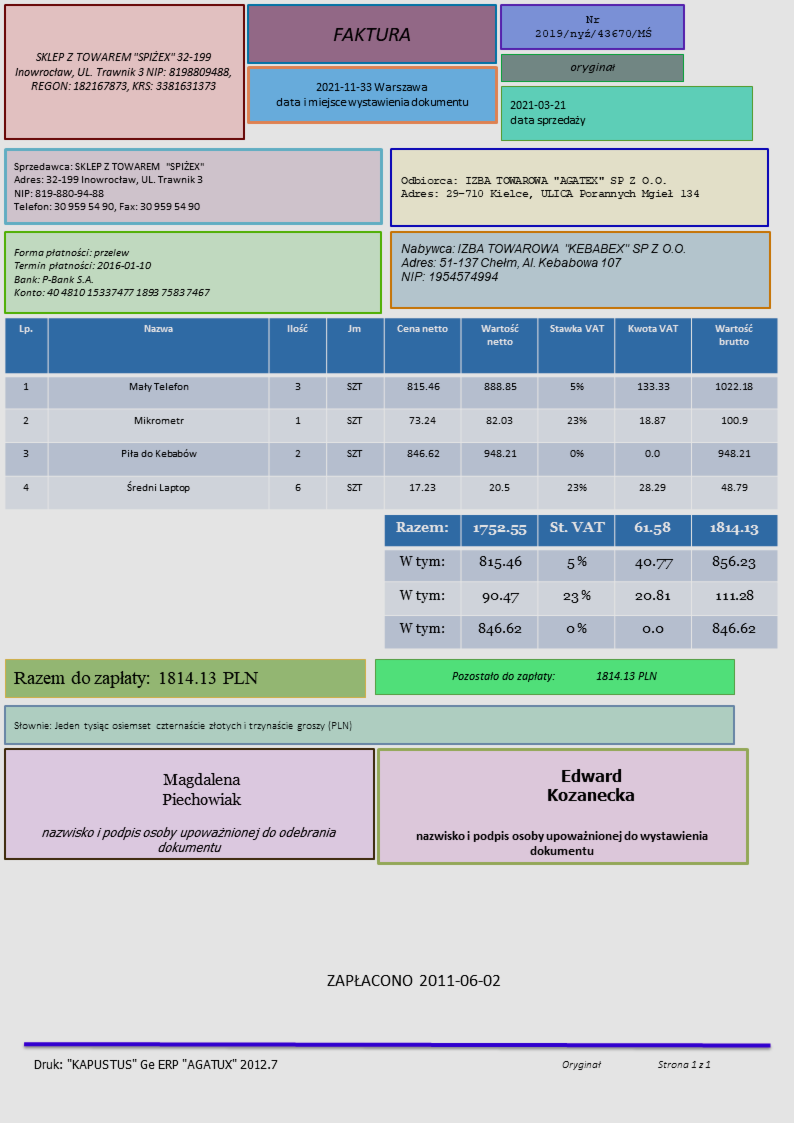 SKLEP Z TOWAREM "SPIŻEX" 32-199
Inowrocław, UL. Trawnik 3 NIP: 8198809488,
REGON: 182167873, KRS: 3381631373
FAKTURA
2021-11-33 Warszawa
data i miejsce wystawienia dokumentu
Nr
2019/nyż/43670/MŚ
oryginał
2021-03-21
data sprzedaży
Sprzedawca: SKLEP Z TOWAREM "SPIŻEX"
Adres: 32-199 Inowrocław, UL. Trawnik 3
NIP: 819-880-94-88
Telefon: 30 959 54 90, Fax: 30 959 54 90
Odbiorca: IZBA TOWAROWA "AGATEX" SP Z O.O.
Adres: 29-710 Kielce, ULICA Porannych Mgieł 134
Forma płatności: przelew
Termin płatności: 2016-01-10
Bank: P-Bank S.A.
Konto: 40 4810 15337477 1893 75837467
Nabywca: IZBA TOWAROWA "KEBABEX" SP Z O.O.
Adres: 51-137 Chełm, Al. Kebabowa 107
NIP: 1954574994
Lp. Nazwa Ilość Jm Cena netto Wartość netto Stawka VAT Kwota VAT Wartość brutto
1 Mały Telefon 3 SZT 815.46 888.85 5% 133.33 1022.18
2 Mikrometr 1 SZT 73.24 82.03 23% 18.87 100.9
3 Piła do Kebabów 2 SZT 846.62 948.21 0% 0.0 948.21
4 Średni Laptop 6 SZT 17.23 20.5 23% 28.29 48.79
Razem: 1752.55 St. VAT 61.58 1814.13
W tym: 815.46 5% 40.77 856.23
W tym: 90.47 23% 20.81 111.28
W tym: 846.62 0% 0.0 846.62
Razem do zapłaty: 1814.13 PLN
Pozostało do zapłaty: 1814.13 PLN
Słownie: Jeden tysiąc osiemset czternaście złotych i trzynaście groszy (PLN)
Magdalena
Piechowiak
nazwisko i podpis osoby upoważnionej do odebrania
dokumentu
Edward
Kozanecka
nazwisko i podpis osoby upoważnionej do wystawienia
dokumentu
ZAPŁACONO 2011-06-02
Druk: "KAPUSTUS" Ge ERP "AGATUX" 2012.7
Oryginał Strona 1 z 1